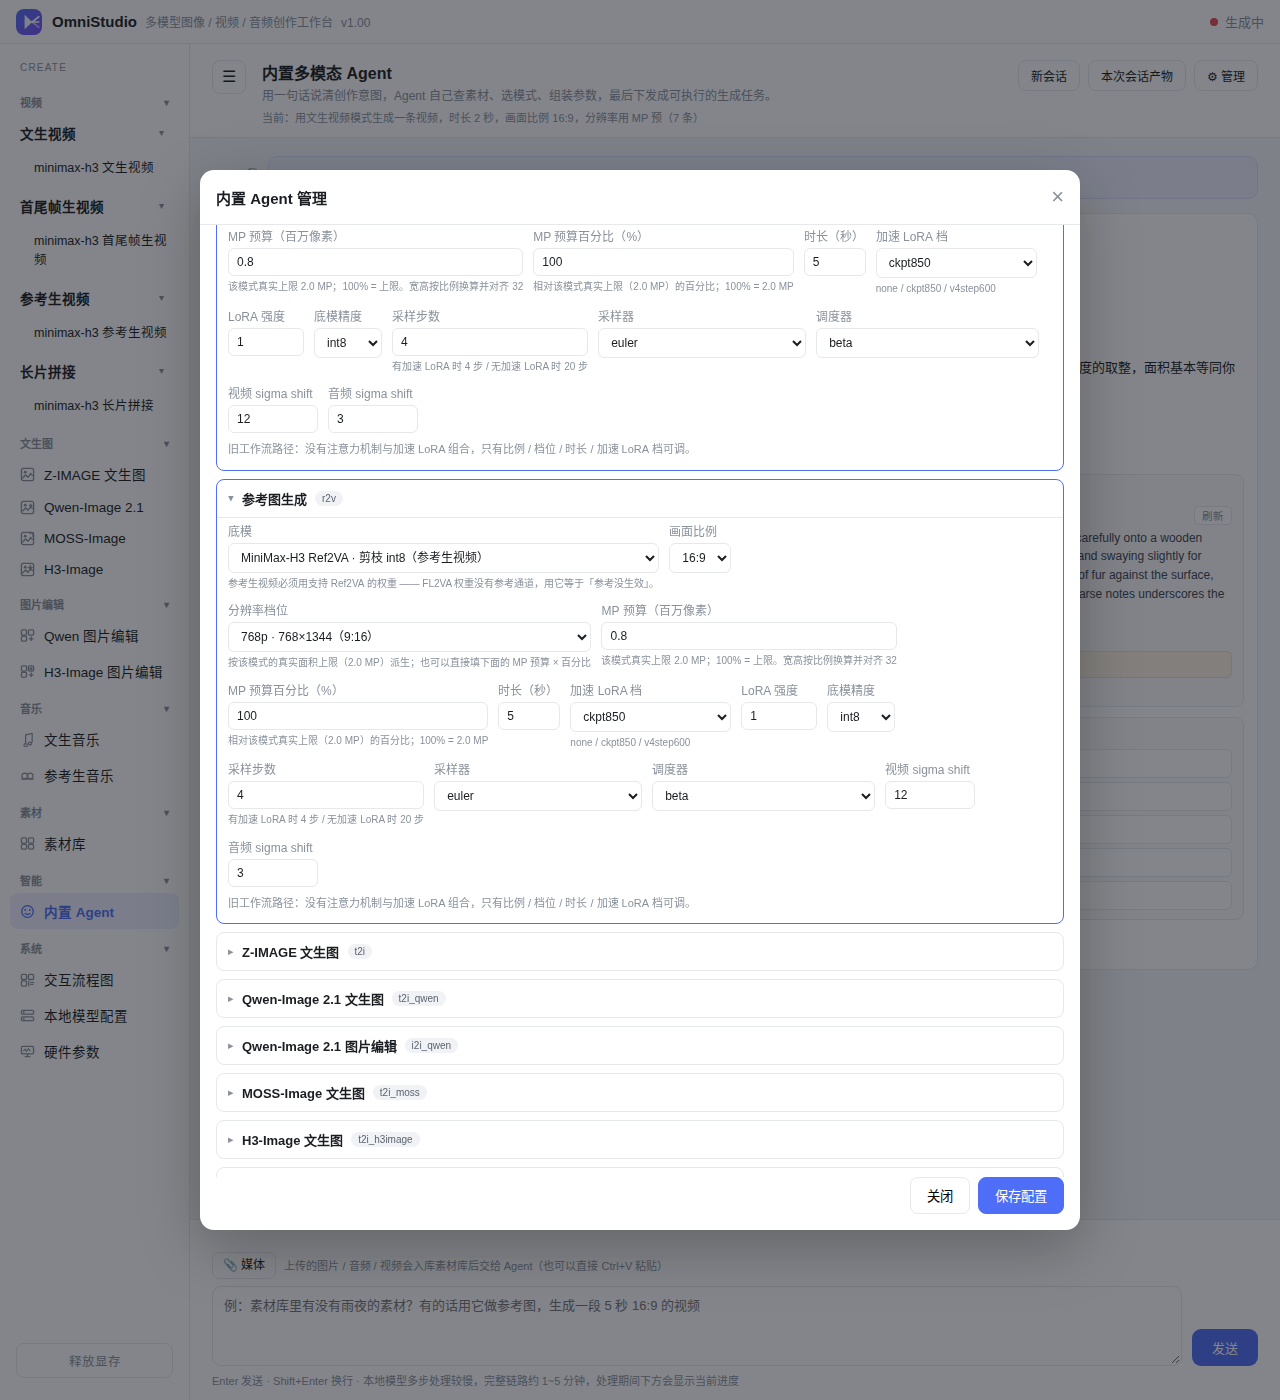 OmniStudio 多模型图像 / 视频 / 音频创作工作台 v1.00
生成中
CREATE
视频
文生视频
minimax-h3 文生视频
首尾帧生视频
minimax-h3 首尾帧生视
频
参考生视频
minimax-h3 参考生视频
长片拼接
minimax-h3 长片拼接
文生图
Z-IMAGE 文生图
Qwen-Image 2.1
MOSS-Image
H3-Image
图片编辑
Qwen 图片编辑
H3-Image 图片编辑
音乐
文生音乐
参考生音乐
素材
素材库
智能
内置 Agent
系统
交互流程图
本地模型配置
硬件参数
释放显存
☰
内置多模态 Agent
用一句话说清创作意图，Agent 自己查素材、选模式、组装参数，最后下发成可执行的生成任务。
当前：用文生视频模式生成一条视频，时长 2 秒，画面比例 16:9，分辨率用 MP 预（7 条）
新会话
本次会话产物
⚙ 管理
度的取整，面积基本等同你
刷新
carefully onto a wooden
and swaying slightly for
of fur against the surface,
arse notes underscores the
内置 Agent 管理
×
MP 预算（百万像素）
0.8
该模式真实上限 2.0 MP；100% = 上限。宽高按比例换算并对齐 32
MP 预算百分比（%）
100
相对该模式真实上限（2.0 MP）的百分比；100% = 2.0 MP
时长（秒）
5
加速 LoRA 档
ckpt850
none / ckpt850 / v4step600
LoRA 强度
1
底模精度
int8
采样步数
4
有加速 LoRA 时 4 步 / 无加速 LoRA 时 20 步
采样器
euler
调度器
beta
视频 sigma shift
12
音频 sigma shift
3
旧工作流路径：没有注意力机制与加速 LoRA 组合，只有比例 / 档位 / 时长 / 加速 LoRA 档可调。
参考图生成 r2v
底模
MiniMax-H3 Ref2VA · 剪枝 int8（参考生视频）
参考生视频必须用支持 Ref2VA 的权重 —— FL2VA 权重没有参考通道，用它等于「参考没生效」。
画面比例
16:9
分辨率档位
768p · 768×1344（9:16）
按该模式的真实面积上限（2.0 MP）派生；也可以直接填下面的 MP 预算 × 百分比
MP 预算（百万像素）
0.8
该模式真实上限 2.0 MP；100% = 上限。宽高按比例换算并对齐 32
MP 预算百分比（%）
100
相对该模式真实上限（2.0 MP）的百分比；100% = 2.0 MP
时长（秒）
5
加速 LoRA 档
ckpt850
none / ckpt850 / v4step600
LoRA 强度
1
底模精度
int8
采样步数
4
有加速 LoRA 时 4 步 / 无加速 LoRA 时 20 步
采样器
euler
调度器
beta
视频 sigma shift
12
音频 sigma shift
3
旧工作流路径：没有注意力机制与加速 LoRA 组合，只有比例 / 档位 / 时长 / 加速 LoRA 档可调。
Z-IMAGE 文生图 t2i
Qwen-Image 2.1 文生图 t2i_qwen
Qwen-Image 2.1 图片编辑 i2i_qwen
MOSS-Image 文生图 t2i_moss
H3-Image 文生图 t2i_h3image
关闭
保存配置
📎 媒体 上传的图片 / 音频 / 视频会入库素材库后交给 Agent（也可以直接 Ctrl+V 粘贴）
例：素材库里有没有雨夜的素材？有的话用它做参考图，生成一段 5 秒 16:9 的视频
发送
Enter 发送 · Shift+Enter 换行 · 本地模型多步处理较慢，完整链路约 1~5 分钟，处理期间下方会显示当前进度